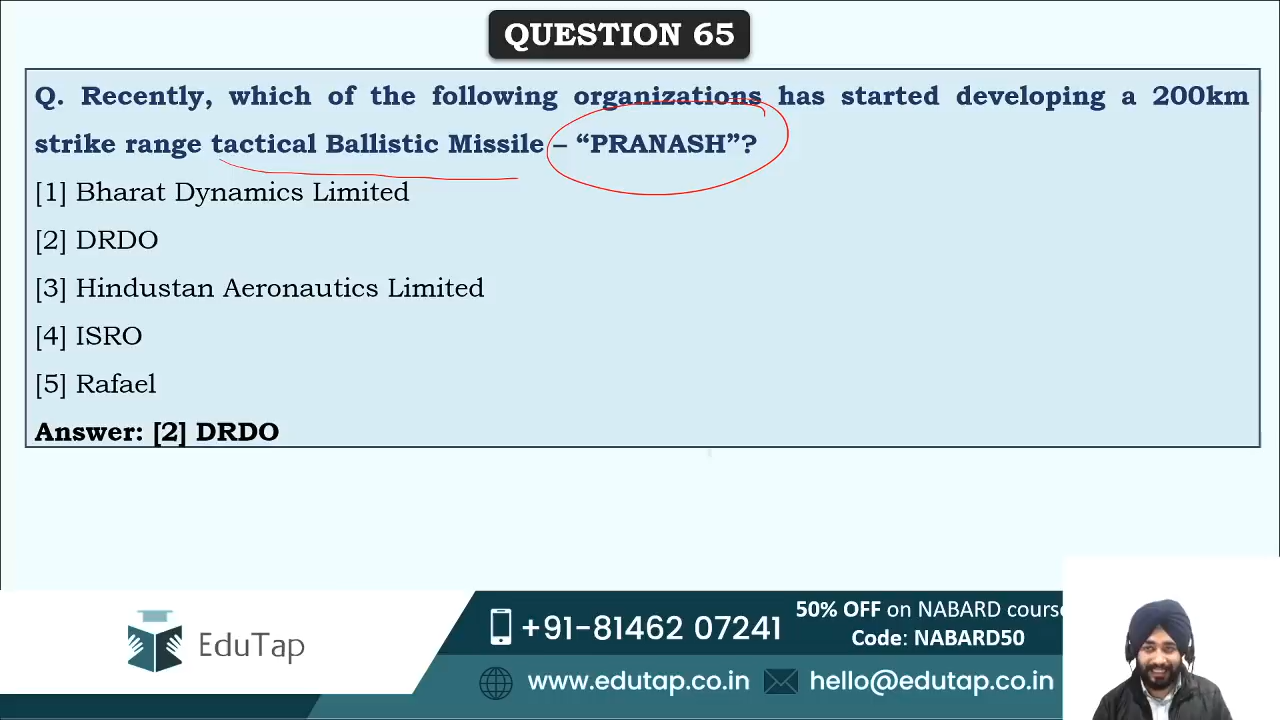 QUESTION 65
Q. Recently, which of the following organizations has started developing a 200km
strike range tactical Ballistic Missile – “PRANASH”?
[1] Bharat Dynamics Limited
[2] DRDO
[3] Hindustan Aeronautics Limited
[4] ISRO
[5] Rafael
Answer: [2] DRDO
EduTap
+91-81462 07241
50% OFF on NABARD course
Code: NABARD50
www.edutap.co.in
hello@edutap.co.in